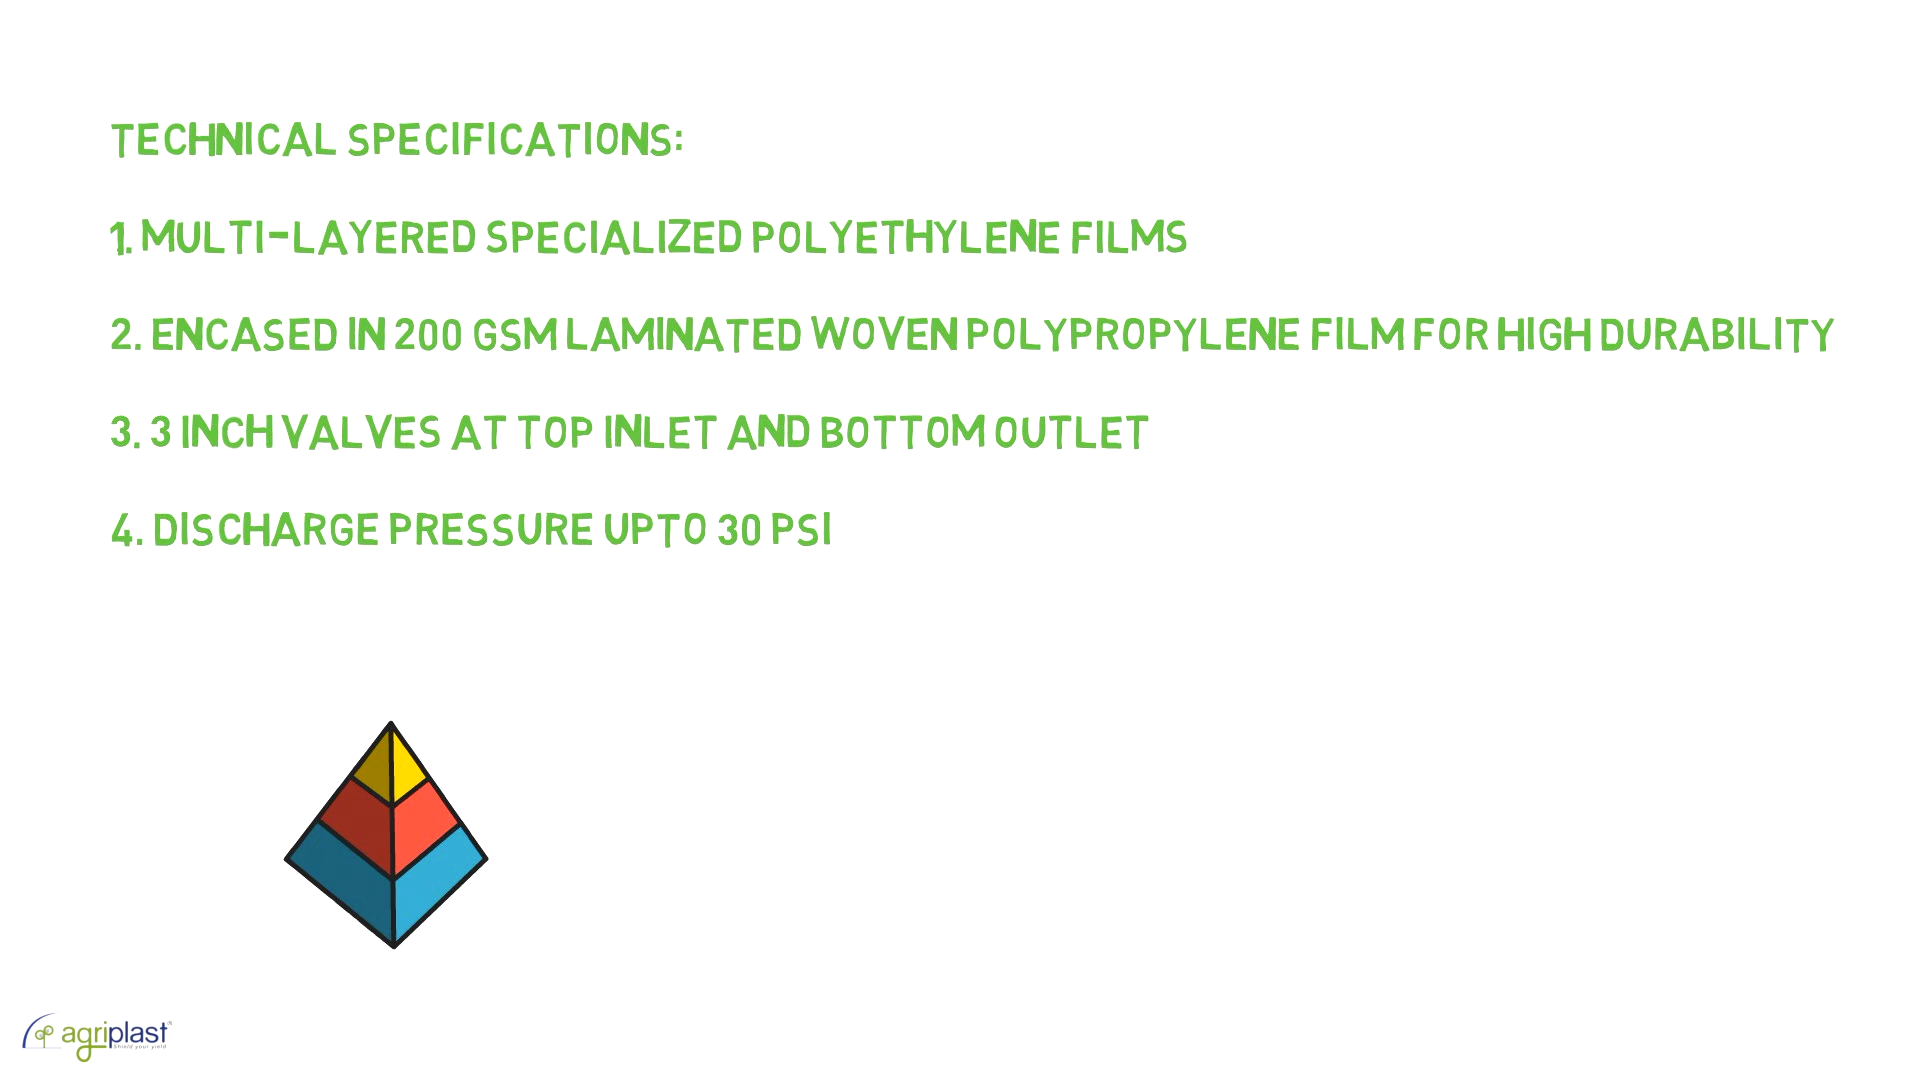 TECHNICAL SPECIFICATIONS:
1. MULTI-LAYERED SPECIALIZED POLYETHYLENE FILMS
2. ENCASED IN 200 GSM LAMINATED WOVEN POLYPROPYLENE FILM FOR HIGH DURABILITY
3. 3 INCH VALVES AT TOP INLET AND BOTTOM OUTLET
4. DISCHARGE PRESSURE UPTO 30 PSI
agriplast
Shield your yield